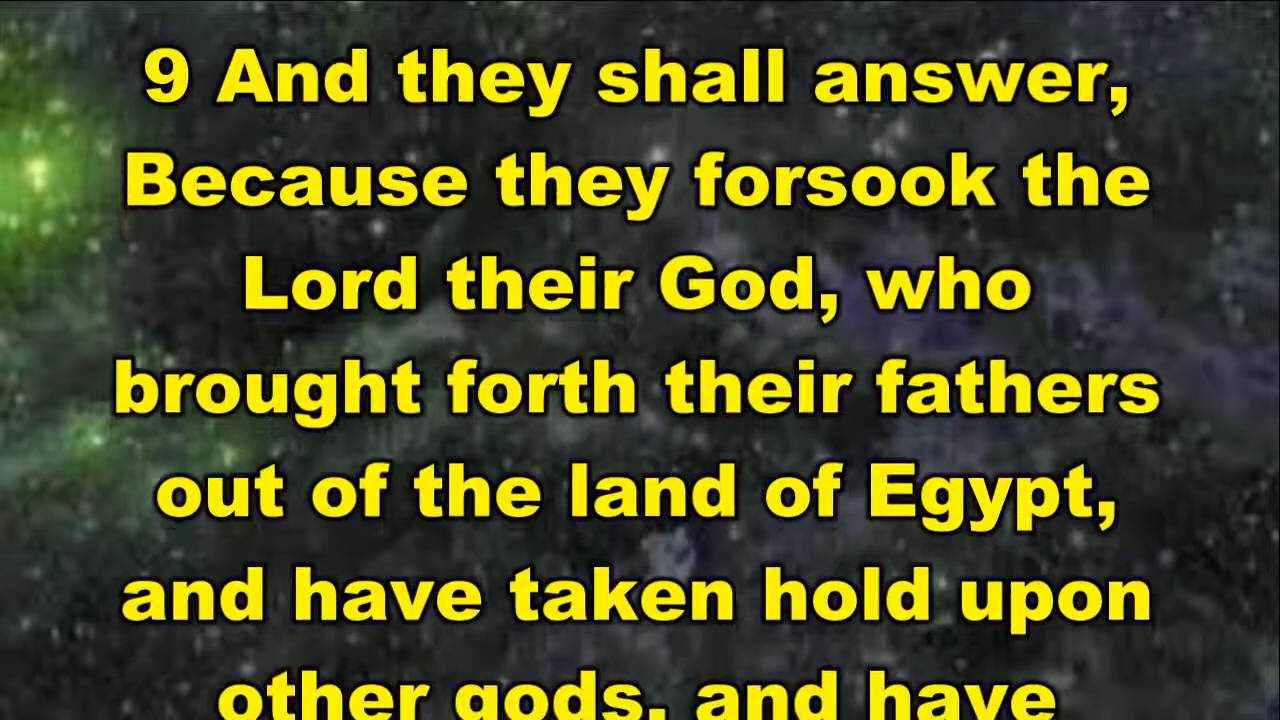 9 And they shall answer,
Because they forsook the
Lord their God, who
brought forth their fathers
out of the land of Egypt,
and have taken hold upon
other gods, and have